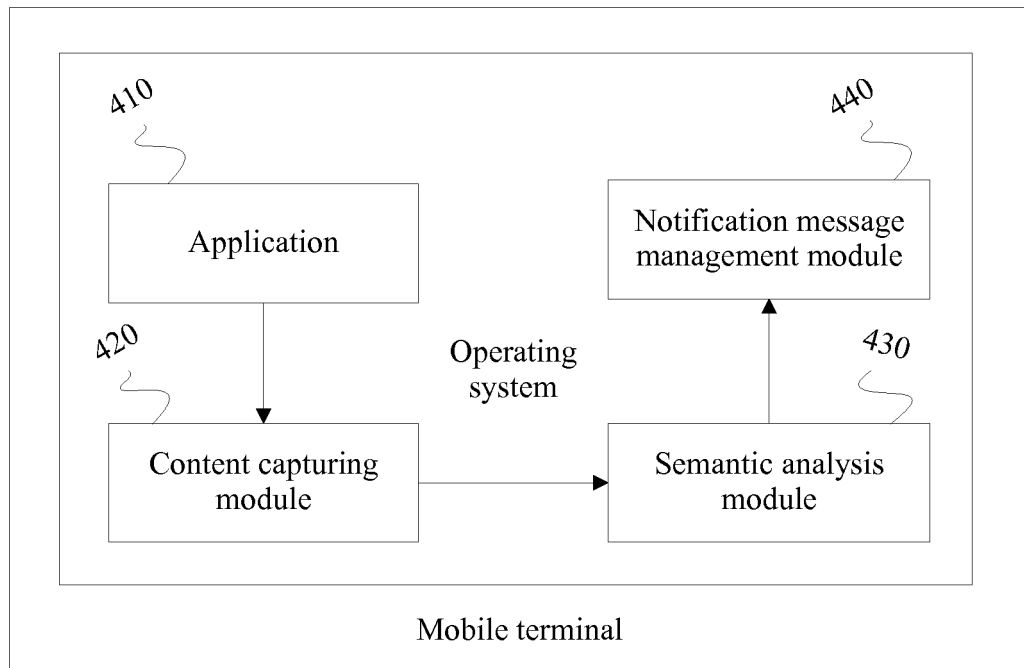 410
Application
440
Notification message
management module
420
Content capturing
module
Operating
system
430
Semantic analysis
module
Mobile terminal